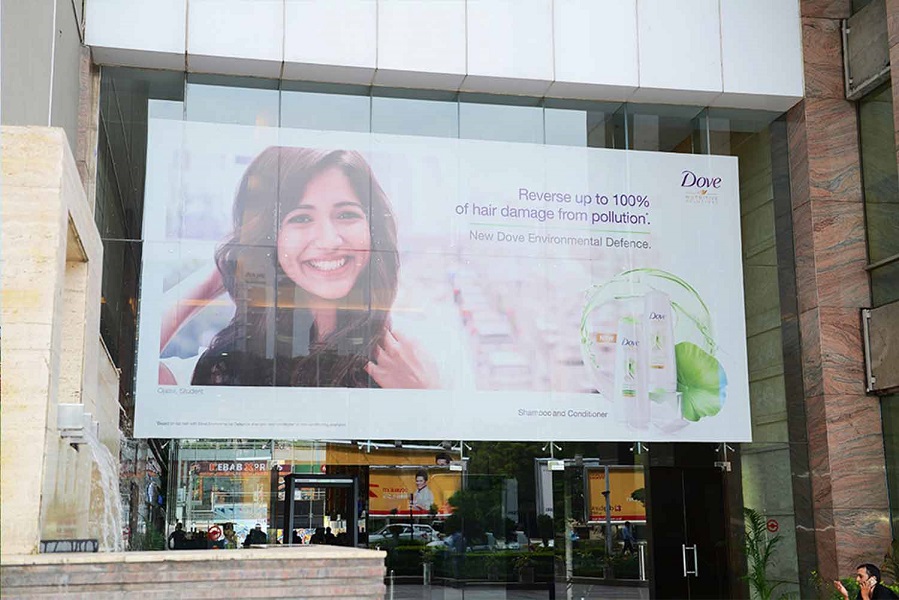 Dove
Reverse up to 100%
of hair damage from pollution*.
New Dove Environmental Defence.
Dove
Dove
Student
Shampoo and Conditioner
KEBAB